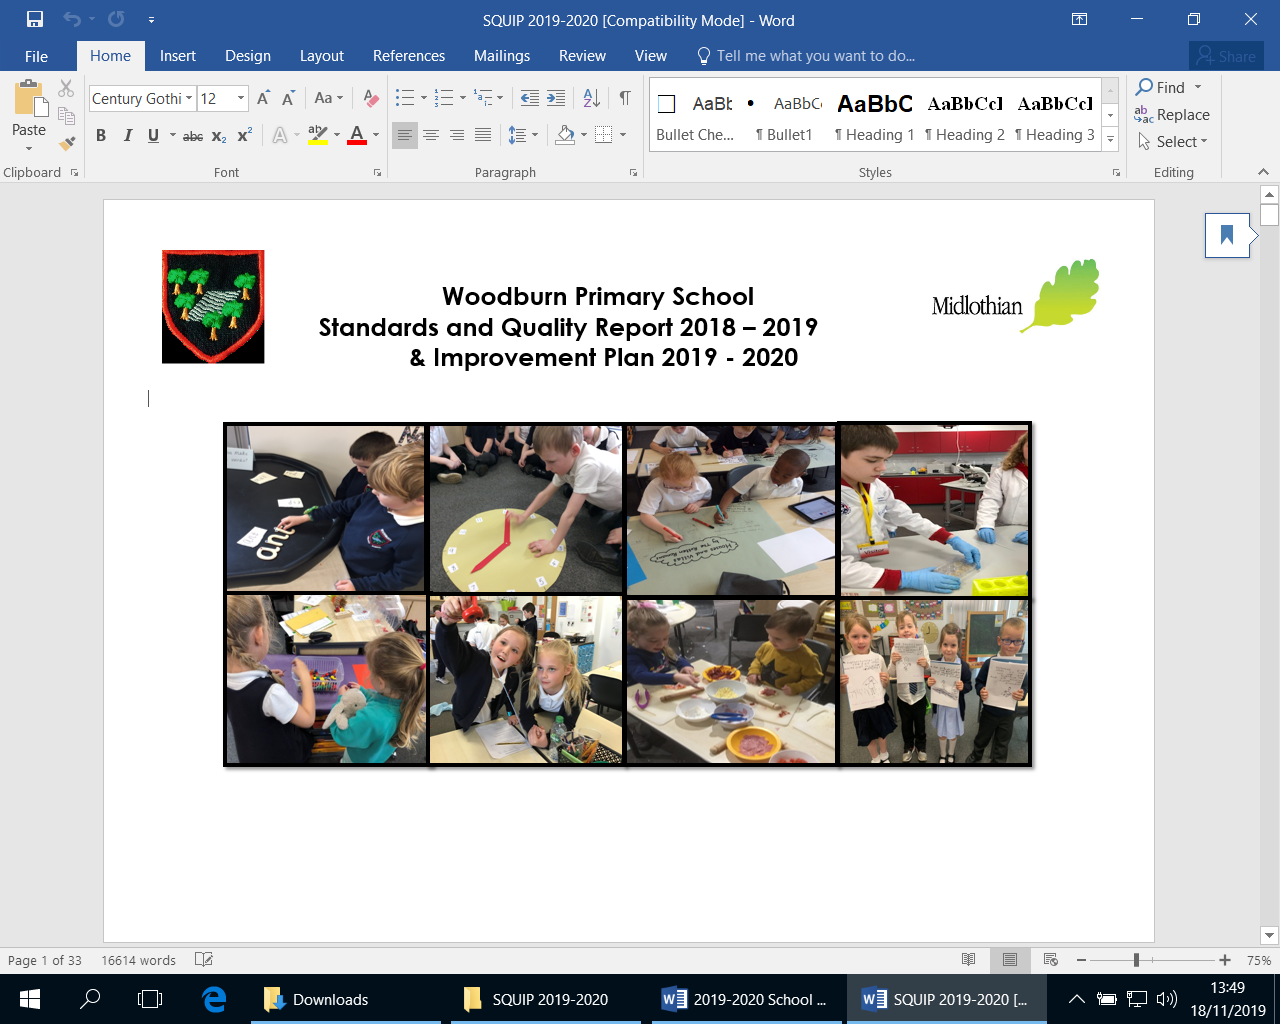 SQUIP 2019-2020 [Compatibility Mode] - Word
File Home Insert Design Layout References Mailings Review View Tell me what you want to do... Share
Paste
Century Gothi 12
Aa
Find
Replace
Select
AaBb AaBbC AaBbC AaBbCcI AaBbCcI
Bullet Che... ¶ Bullet1 ¶ Heading 1 ¶ Heading 2 ¶ Heading 3
Clipboard Font Paragraph Styles Editing
Woodburn Primary School
Standards and Quality Report 2018 – 2019
& Improvement Plan 2019 - 2020
Midlothian
ant
Page 1 of 33 16614 words 75%
Downloads SQUIP 2019-2020 2019-2020 School ... SQUIP 2019-2020 [...
13:49
18/11/2019